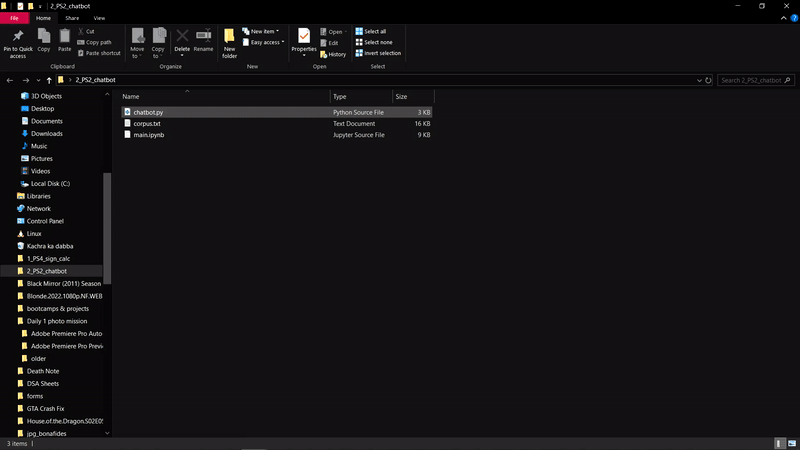 2_PS2_chatbot
File
Home
Share
View
Pin to Quick access
Copy
Paste
Cut
Copy path
Paste shortcut
Clipboard
Move to
Copy to
Delete
Rename
Organize
New folder
New item
Easy access
New
Properties
Open
Edit
History
Open
Select all
Select none
Invert selection
Select
2_PS2_chatbot
Search 2_PS2_chatbot
3D Objects
Desktop
Documents
Downloads
Music
Pictures
Videos
Local Disk (C:)
Libraries
Network
Control Panel
Linux
Kachra ka dabba
1_PS4_sign_calc
2_PS2_chatbot
Black Mirror (2011) Season
Blonde.2022.1080p.NF.WEB
bootcamps & projects
Daily 1 photo mission
Adobe Premiere Pro Auto
Adobe Premiere Pro Previ
older
Death Note
DSA Sheets
forms
GTA Crash Fix
House.of.the.Dragon.S02E05
jpg_bonafides
Name Type Size
chatbot.py Python Source File 3 KB
corpus.txt Text Document 16 KB
main.ipynb Jupyter Source File 9 KB
3 items